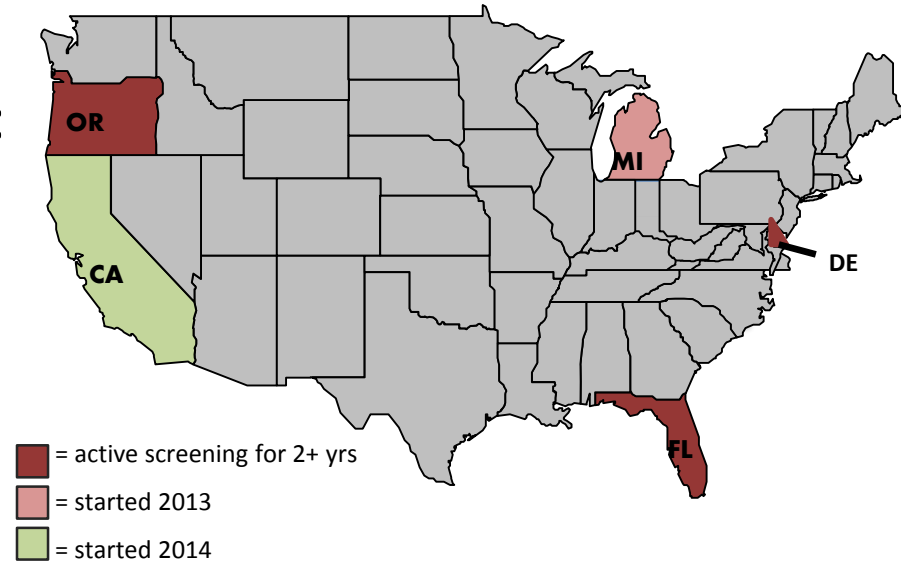 OR
MI
CA
DE
FL
= active screening for 2+ yrs
= started 2013
= started 2014